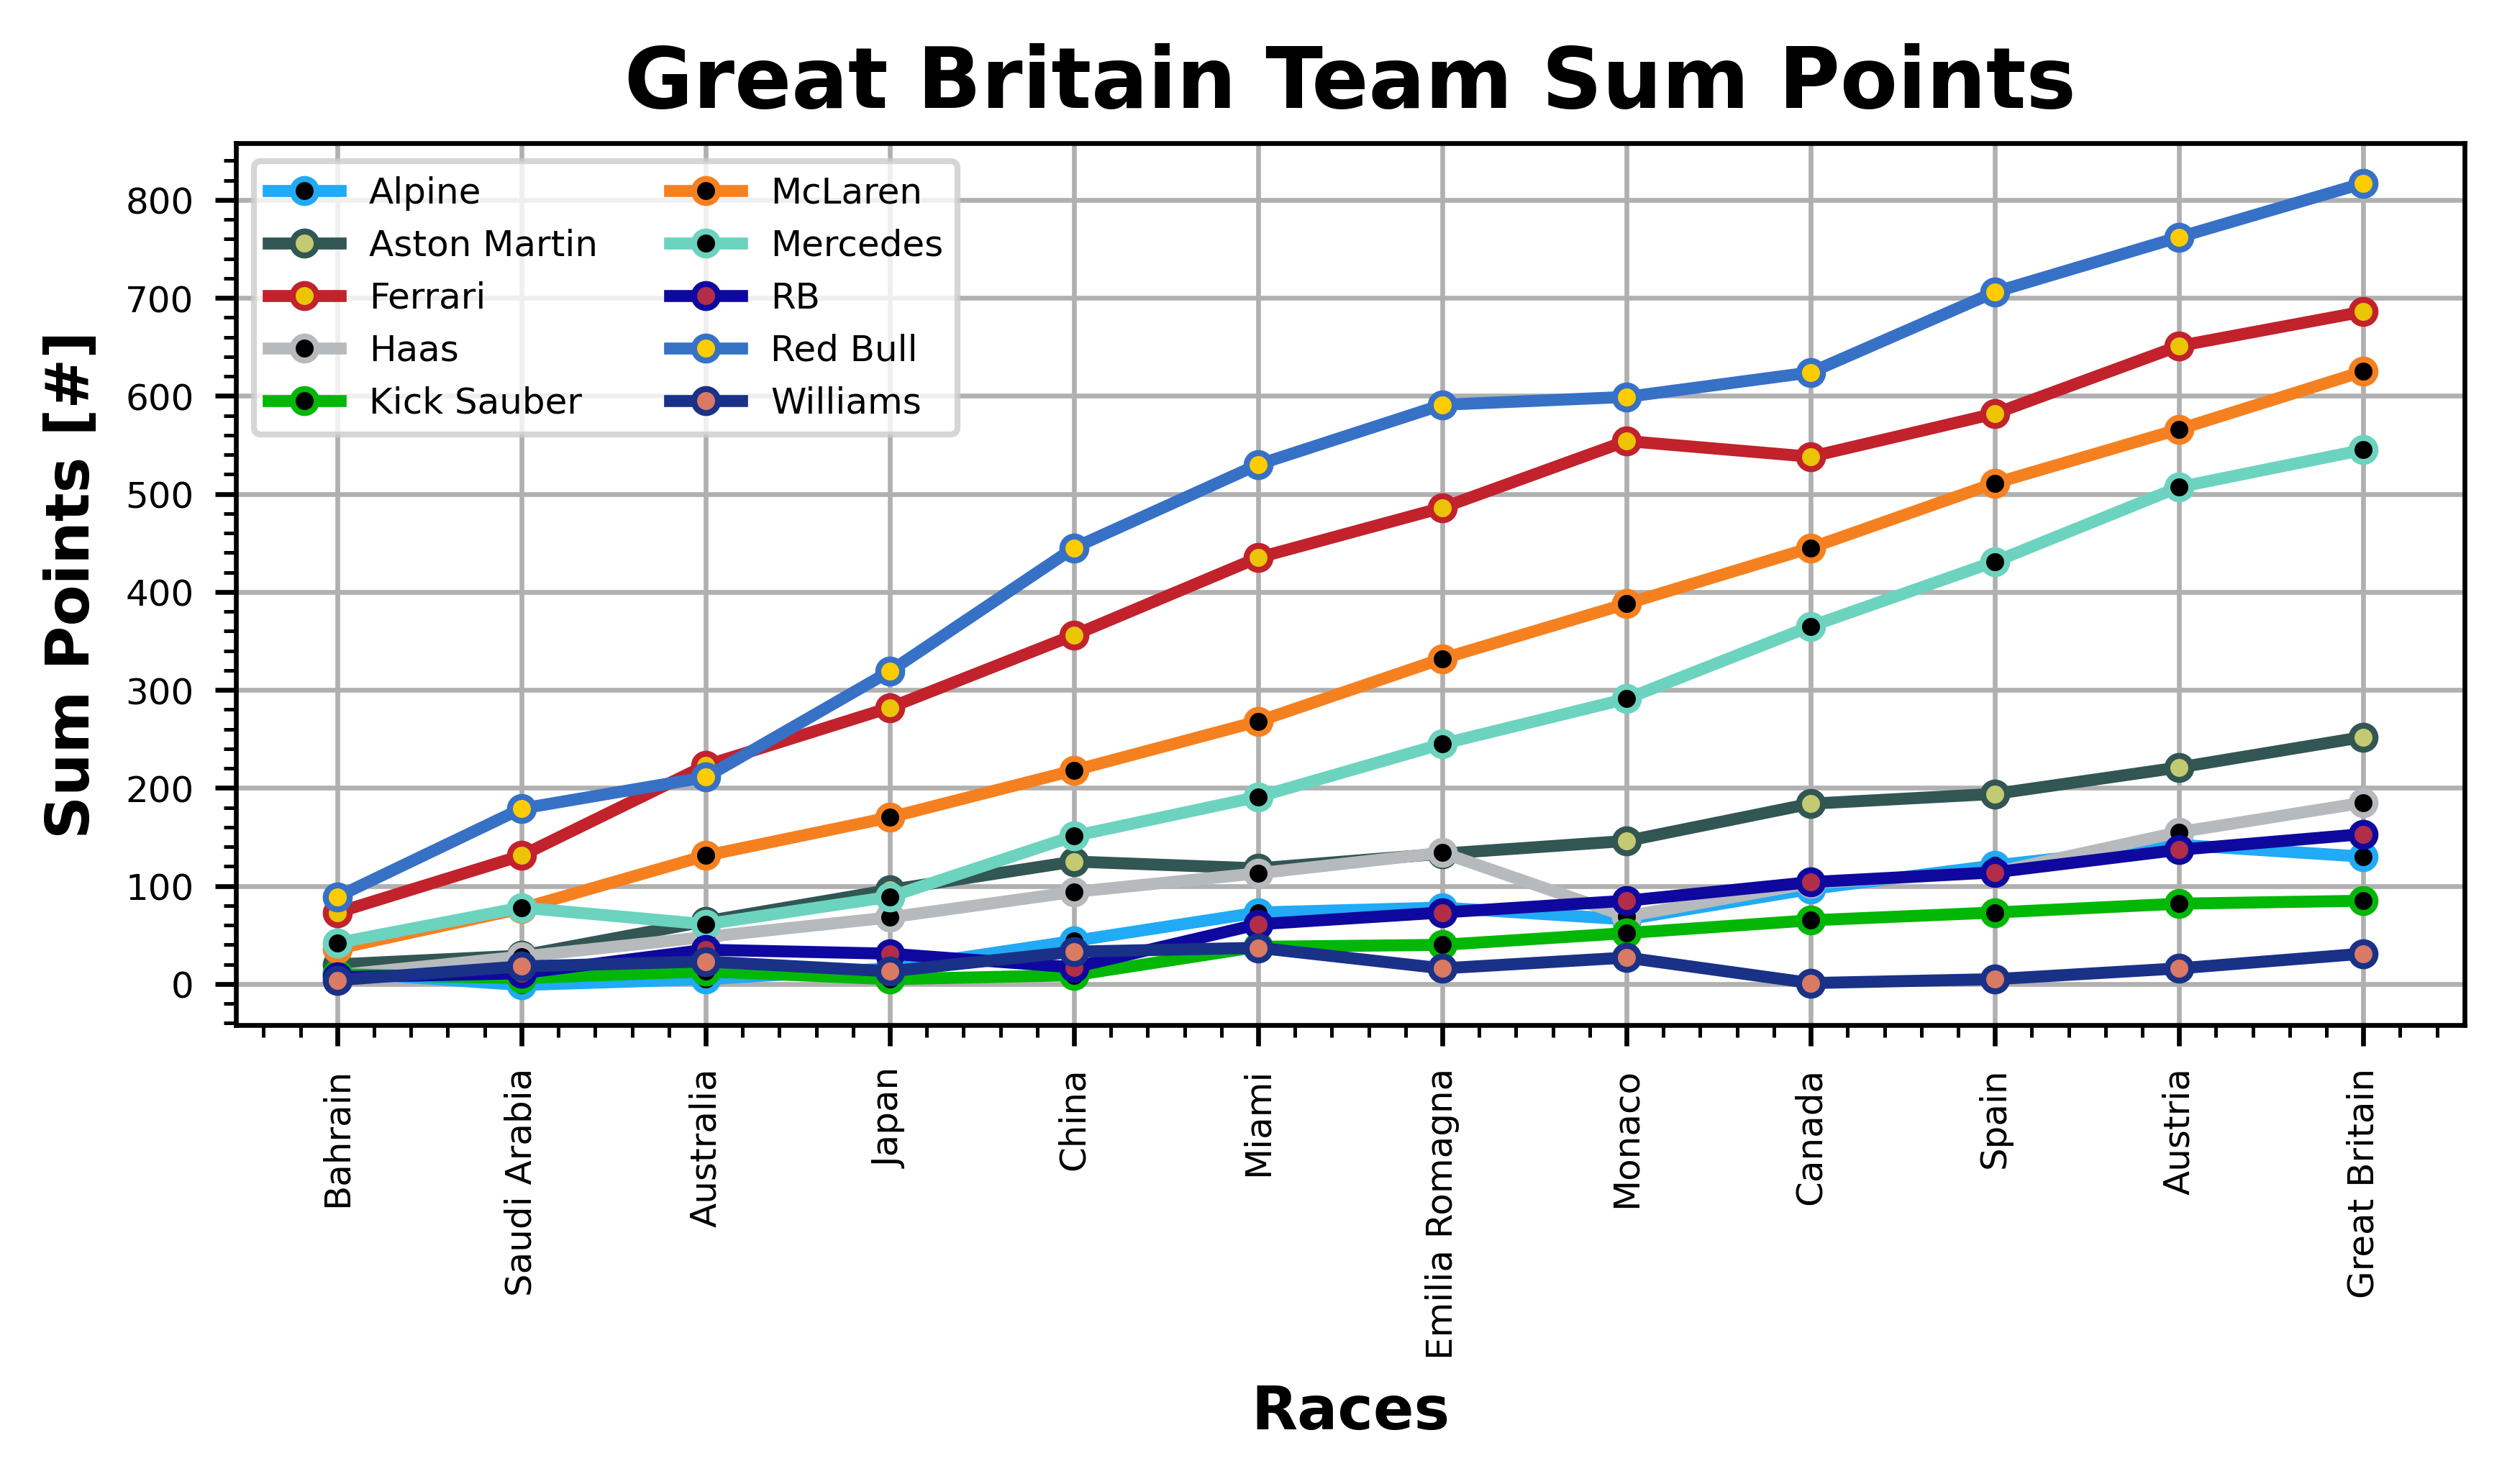 Great Britain Team Sum Points
Sum Points [#]
800
700
600
500
400
300
200
100
0
Alpine
Aston Martin
Ferrari
Haas
Kick Sauber
McLaren
Mercedes
RB
Red Bull
Williams
Bahrain
Saudi Arabia
Australia
Japan
China
Miami
Emilia Romagna
Monaco
Canada
Spain
Austria
Great Britain
Races